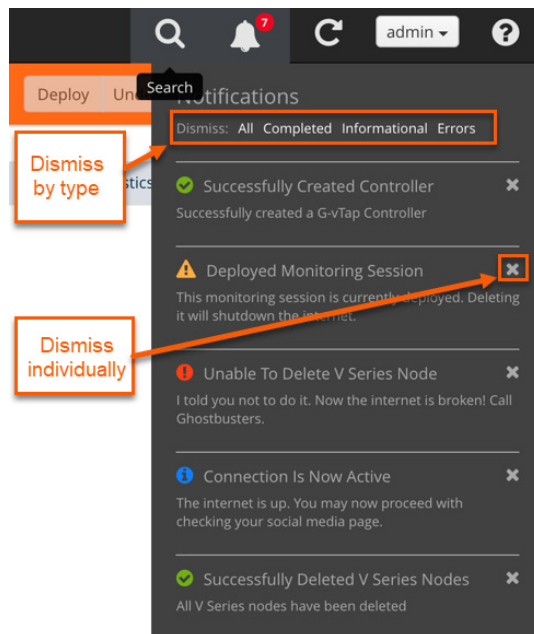 7
admin
?
Search
Deploy Und
Notifications
Dismiss: All Completed Informational Errors
Dismiss
by type
stics
Successfully Created Controller
Successfully created a G-vTap Controller
Deployed Monitoring Session
This monitoring session is currently deployed. Deleting
it will shutdown the internet.
Dismiss
individually
Unable To Delete V Series Node
I told you not to do it. Now the internet is broken! Call
Ghostbusters.
Connection Is Now Active
The internet is up. You may now proceed with
checking your social media page.
Successfully Deleted V Series Nodes
All V Series nodes have been deleted